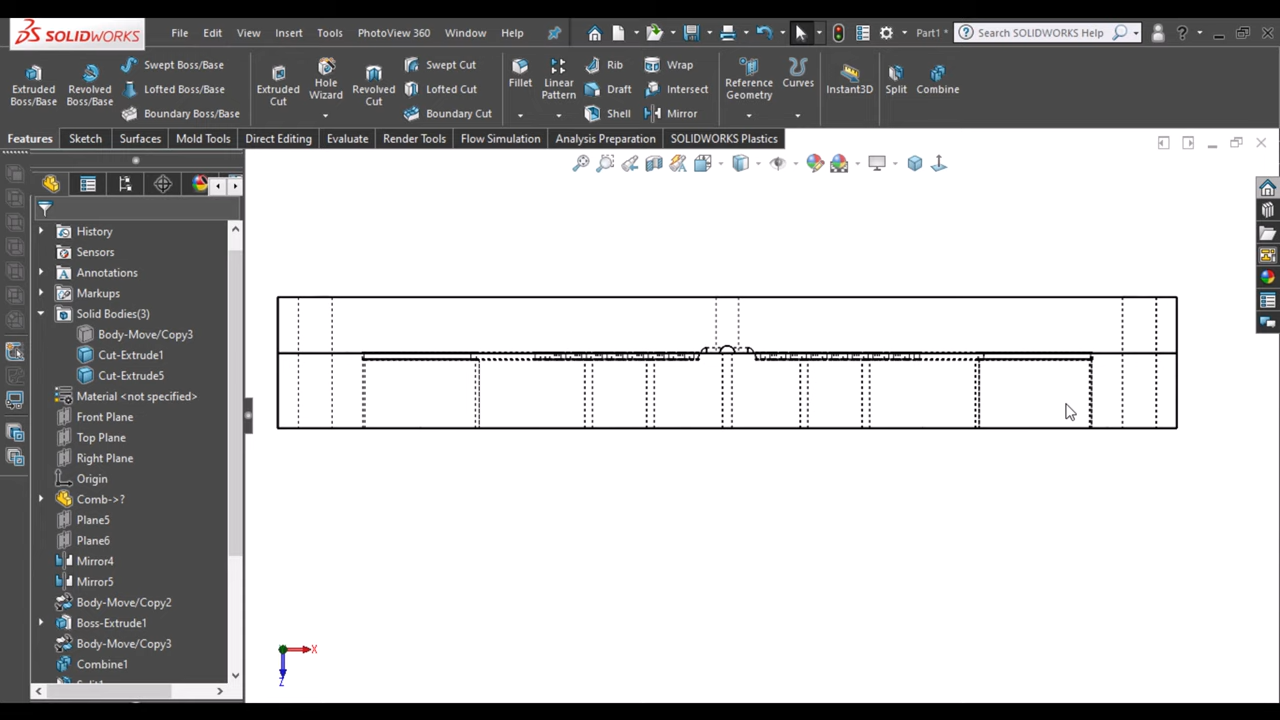 SOLIDWORKS File Edit View Insert Tools PhotoView 360 Window Help Part1 * Search SOLIDWORKS Help
Extruded Boss/Base
Revolved Boss/Base
Swept Boss/Base
Lofted Boss/Base
Boundary Boss/Base
Extruded Cut
Hole Wizard
Revolved Cut
Swept Cut
Lofted Cut
Boundary Cut
Fillet
Linear Pattern
Rib
Draft
Shell
Wrap
Intersect
Mirror
Reference Geometry
Curves
Instant3D
Split
Combine
Features Sketch Surfaces Mold Tools Direct Editing Evaluate Render Tools Flow Simulation Analysis Preparation SOLIDWORKS Plastics
History
Sensors
Annotations
Markups
Solid Bodies(3)
Body-Move/Copy3
Cut-Extrude1
Cut-Extrude5
Material <not specified>
Front Plane
Top Plane
Right Plane
Origin
Comb->?
Plane5
Plane6
Mirror4
Mirror5
Body-Move/Copy2
Boss-Extrude1
Body-Move/Copy3
Combine1
X
Z